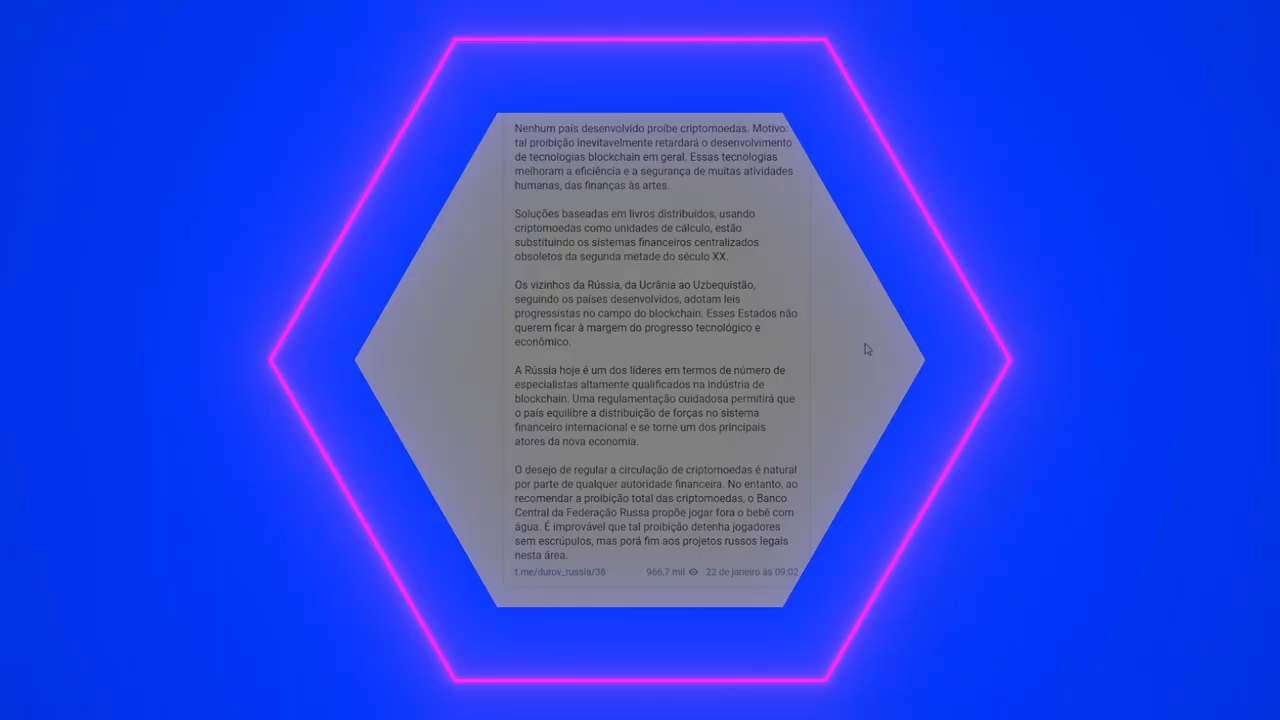 Nenhum país desenvolvido proíbe criptomoedas. Motivo:
tal proibição inevitavelmente retardará o desenvolvimento
de tecnologias blockchain em geral. Essas tecnologias
melhoram a eficiência e a segurança de muitas atividades
humanas, das finanças às artes.
Soluções baseadas em livros distribuídos, usando
criptomoedas como unidades de cálculo, estão
substituindo os sistemas financeiros centralizados
obsoletos da segunda metade do século XX.
Os vizinhos da Rússia, da Ucrânia ao Uzbequistão,
seguindo os países desenvolvidos, adotam leis
progressistas no campo do blockchain. Esses Estados não
querem ficar à margem do progresso tecnológico e
econômico.
A Rússia hoje é um dos líderes em termos de número de
especialistas altamente qualificados na indústria de
blockchain. Uma regulamentação cuidadosa permitirá que
o país equilibre a distribuição de forças no sistema
financeiro internacional e se torne um dos principais
atores da nova economia.
O desejo de regular a circulação de criptomoedas é natural
por parte de qualquer autoridade financeira. No entanto, ao
recomendar a proibição total das criptomoedas, o Banco
Central da Federação Russa propõe jogar fora o bebê com
água. É improvável que tal proibição detenha jogadores
sem escrúpulos, mas porá fim aos projetos russos legais
nesta área.
t.me/durov_russia/38 966,7 mil 22 de janeiro às 09:02